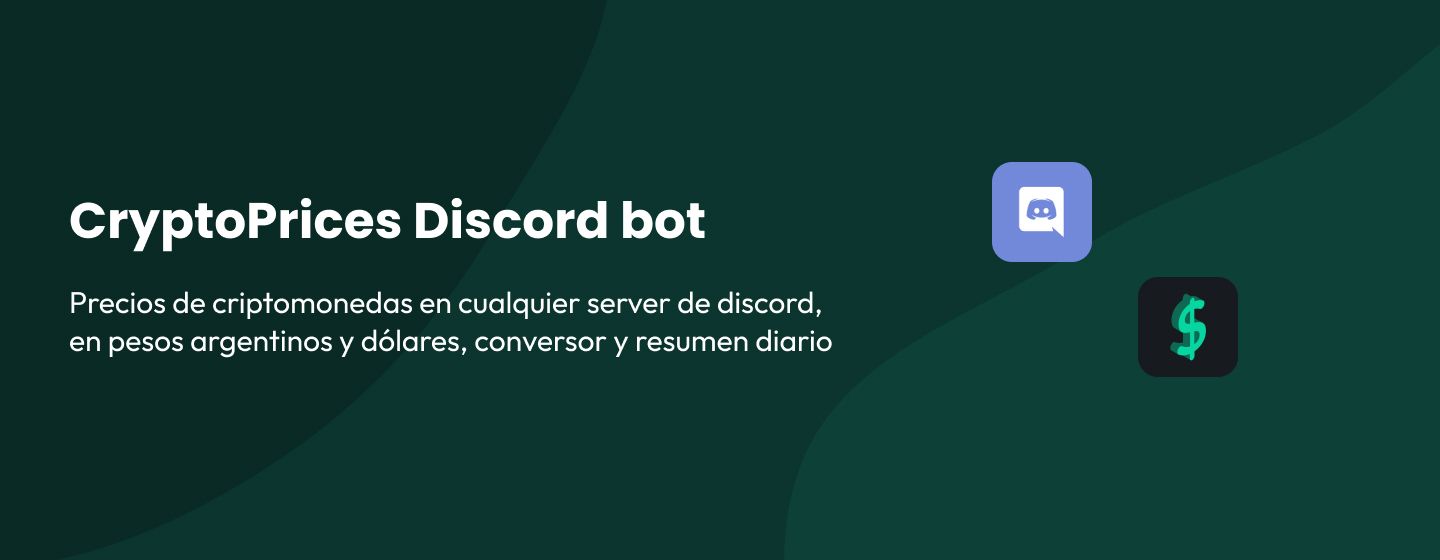 CryptoPrices Discord bot
Precios de criptomonedas en cualquier server de discord,
en pesos argentinos y dólares, conversor y resumen diario
$